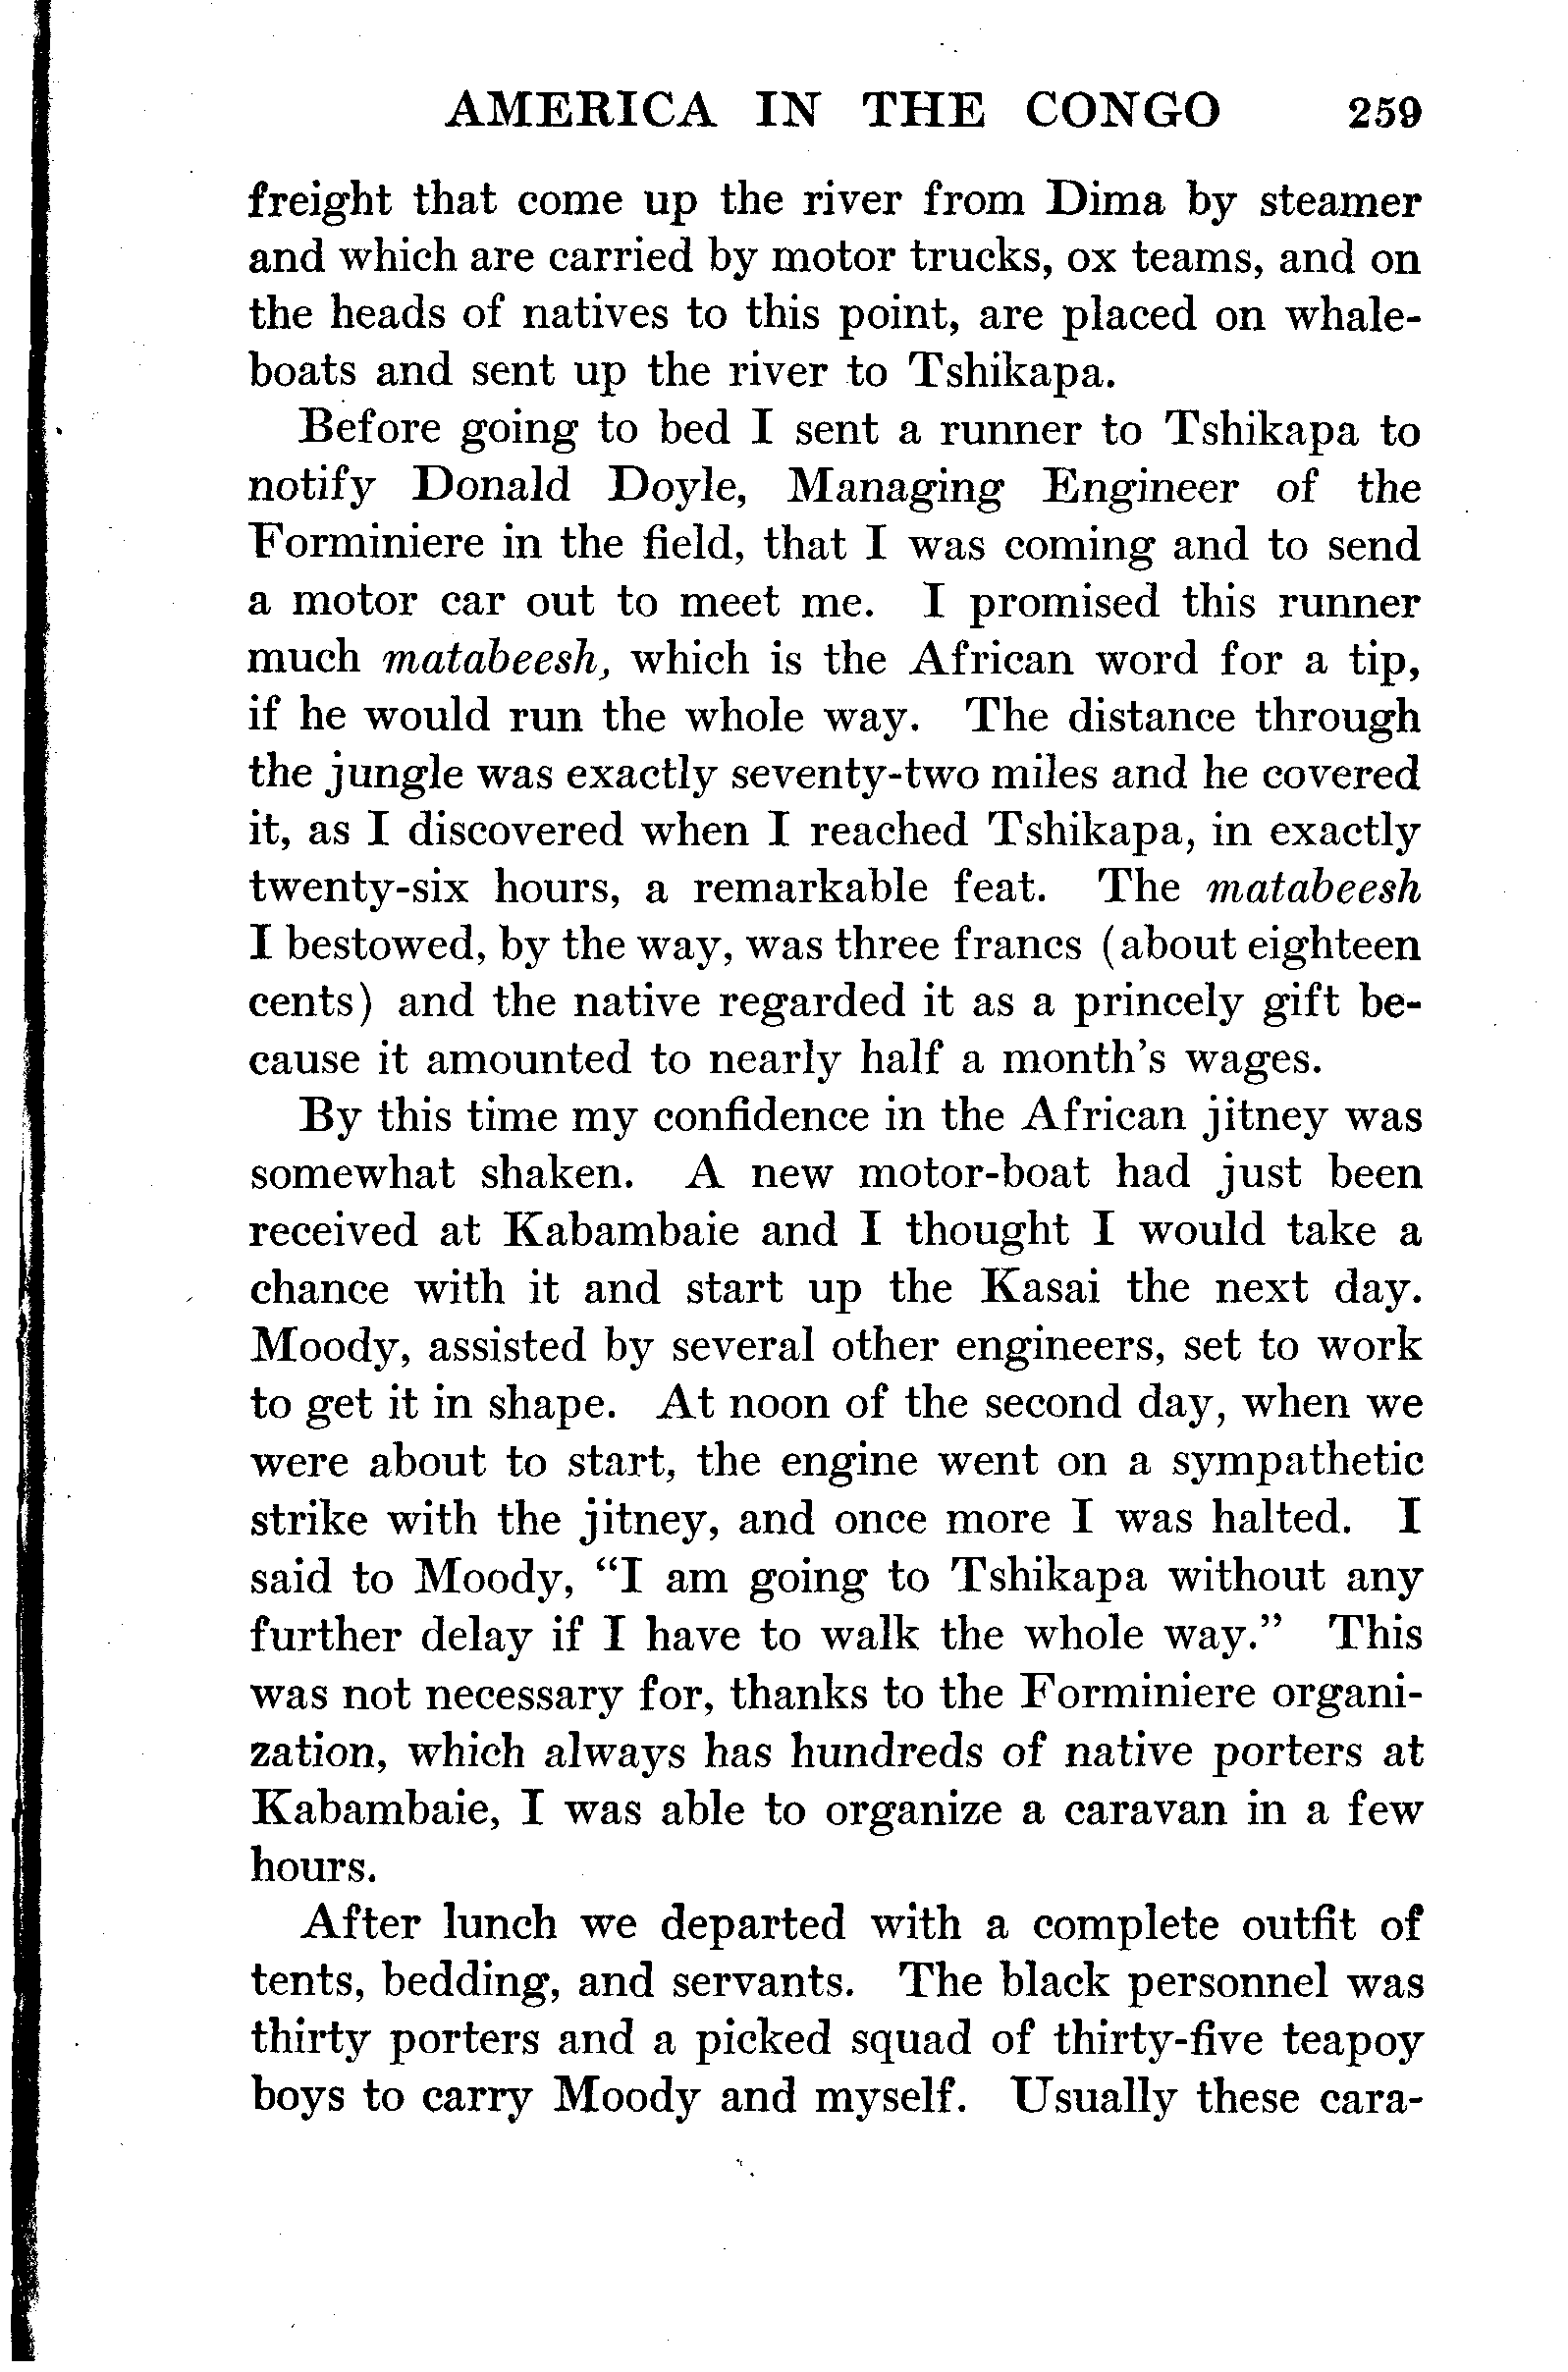 AMERICA IN THE CONGO 259
freight that come up the river from Dima by steamer
and which are carried by motor trucks, ox teams, and on
the heads of natives to this point, are placed on whale-
boats and sent up the river to Tshikapa.
Before going to bed I sent a runner to Tshikapa to
notify Donald Doyle, Managing Engineer of the
Forminiere in the field, that I was coming and to send
a motor car out to meet me. I promised this runner
much matabeesh, which is the African word for a tip,
if he would run the whole way. The distance through
the jungle was exactly seventy-two miles and he covered
it, as I discovered when I reached Tshikapa, in exactly
twenty-six hours, a remarkable feat. The matabeesh
I bestowed, by the way, was three francs (about eighteen
cents) and the native regarded it as a princely gift be-
cause it amounted to nearly half a month's wages.
By this time my confidence in the African jitney was
somewhat shaken. A new motor-boat had just been
received at Kabambaie and I thought I would take a
chance with it and start up the Kasai the next day.
Moody, assisted by several other engineers, set to work
to get it in shape. At noon of the second day, when we
were about to start, the engine went on a sympathetic
strike with the jitney, and once more I was halted. I
said to Moody, “I am going to Tshikapa without any
further delay if I have to walk the whole way.” This
was not necessary for, thanks to the Forminiere organi-
zation, which always has hundreds of native porters at
Kabambaie, I was able to organize a caravan in a few
hours.
After lunch we departed with a complete outfit of
tents, bedding, and servants. The black personnel was
thirty porters and a picked squad of thirty-five teapoy
boys to carry Moody and myself. Usually these cara-